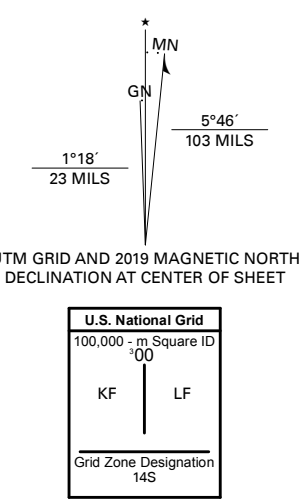 ★
MN
GN
5°46´
103 MILS
1°18´
23 MILS
UTM GRID AND 2019 MAGNETIC NORTH
DECLINATION AT CENTER OF SHEET
U.S. National Grid
100,000 - m Square ID
³00
KF LF
Grid Zone Designation
14S